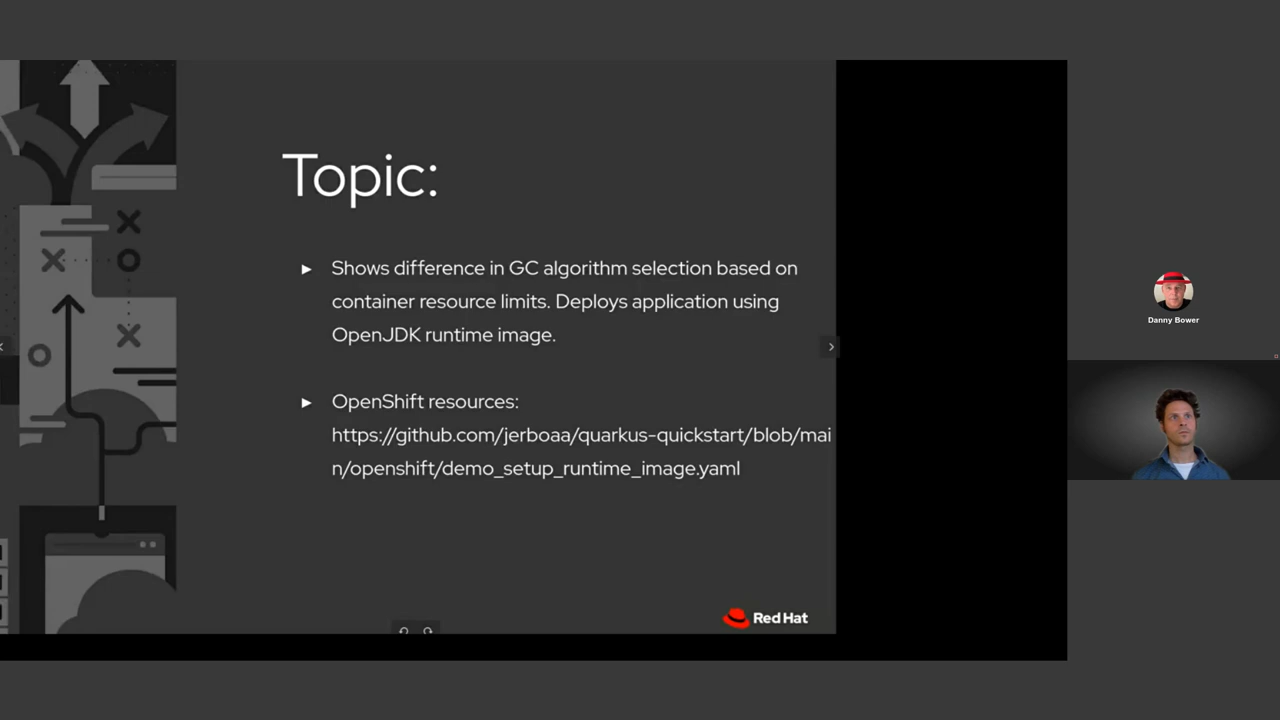 Topic:
► Shows difference in GC algorithm selection based on
container resource limits. Deploys application using
OpenJDK runtime image.
► OpenShift resources:
https://github.com/jerboaa/quarkus-quickstart/blob/mai
n/openshift/demo_setup_runtime_image.yaml
Red Hat
Danny Bower